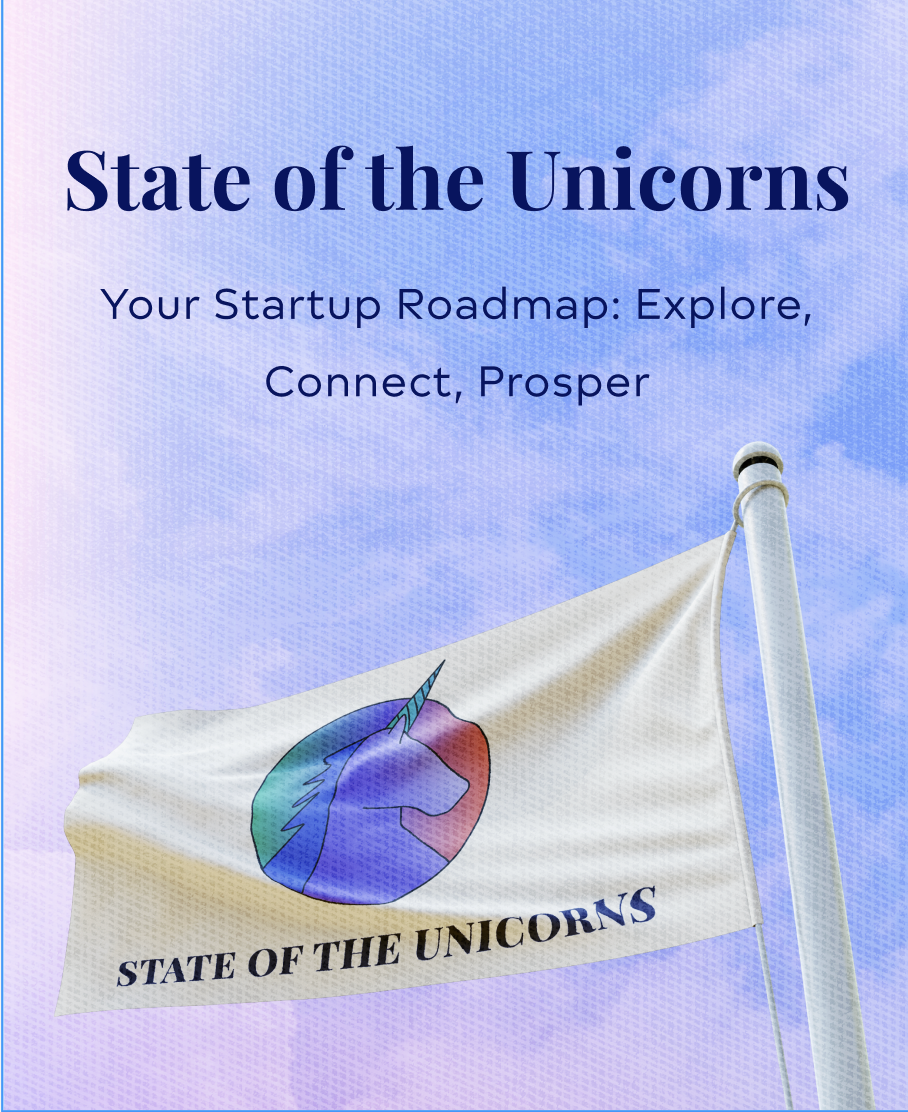 State of the Unicorns
Your Startup Roadmap: Explore,
Connect, Prosper
STATE OF THE UNICORNS